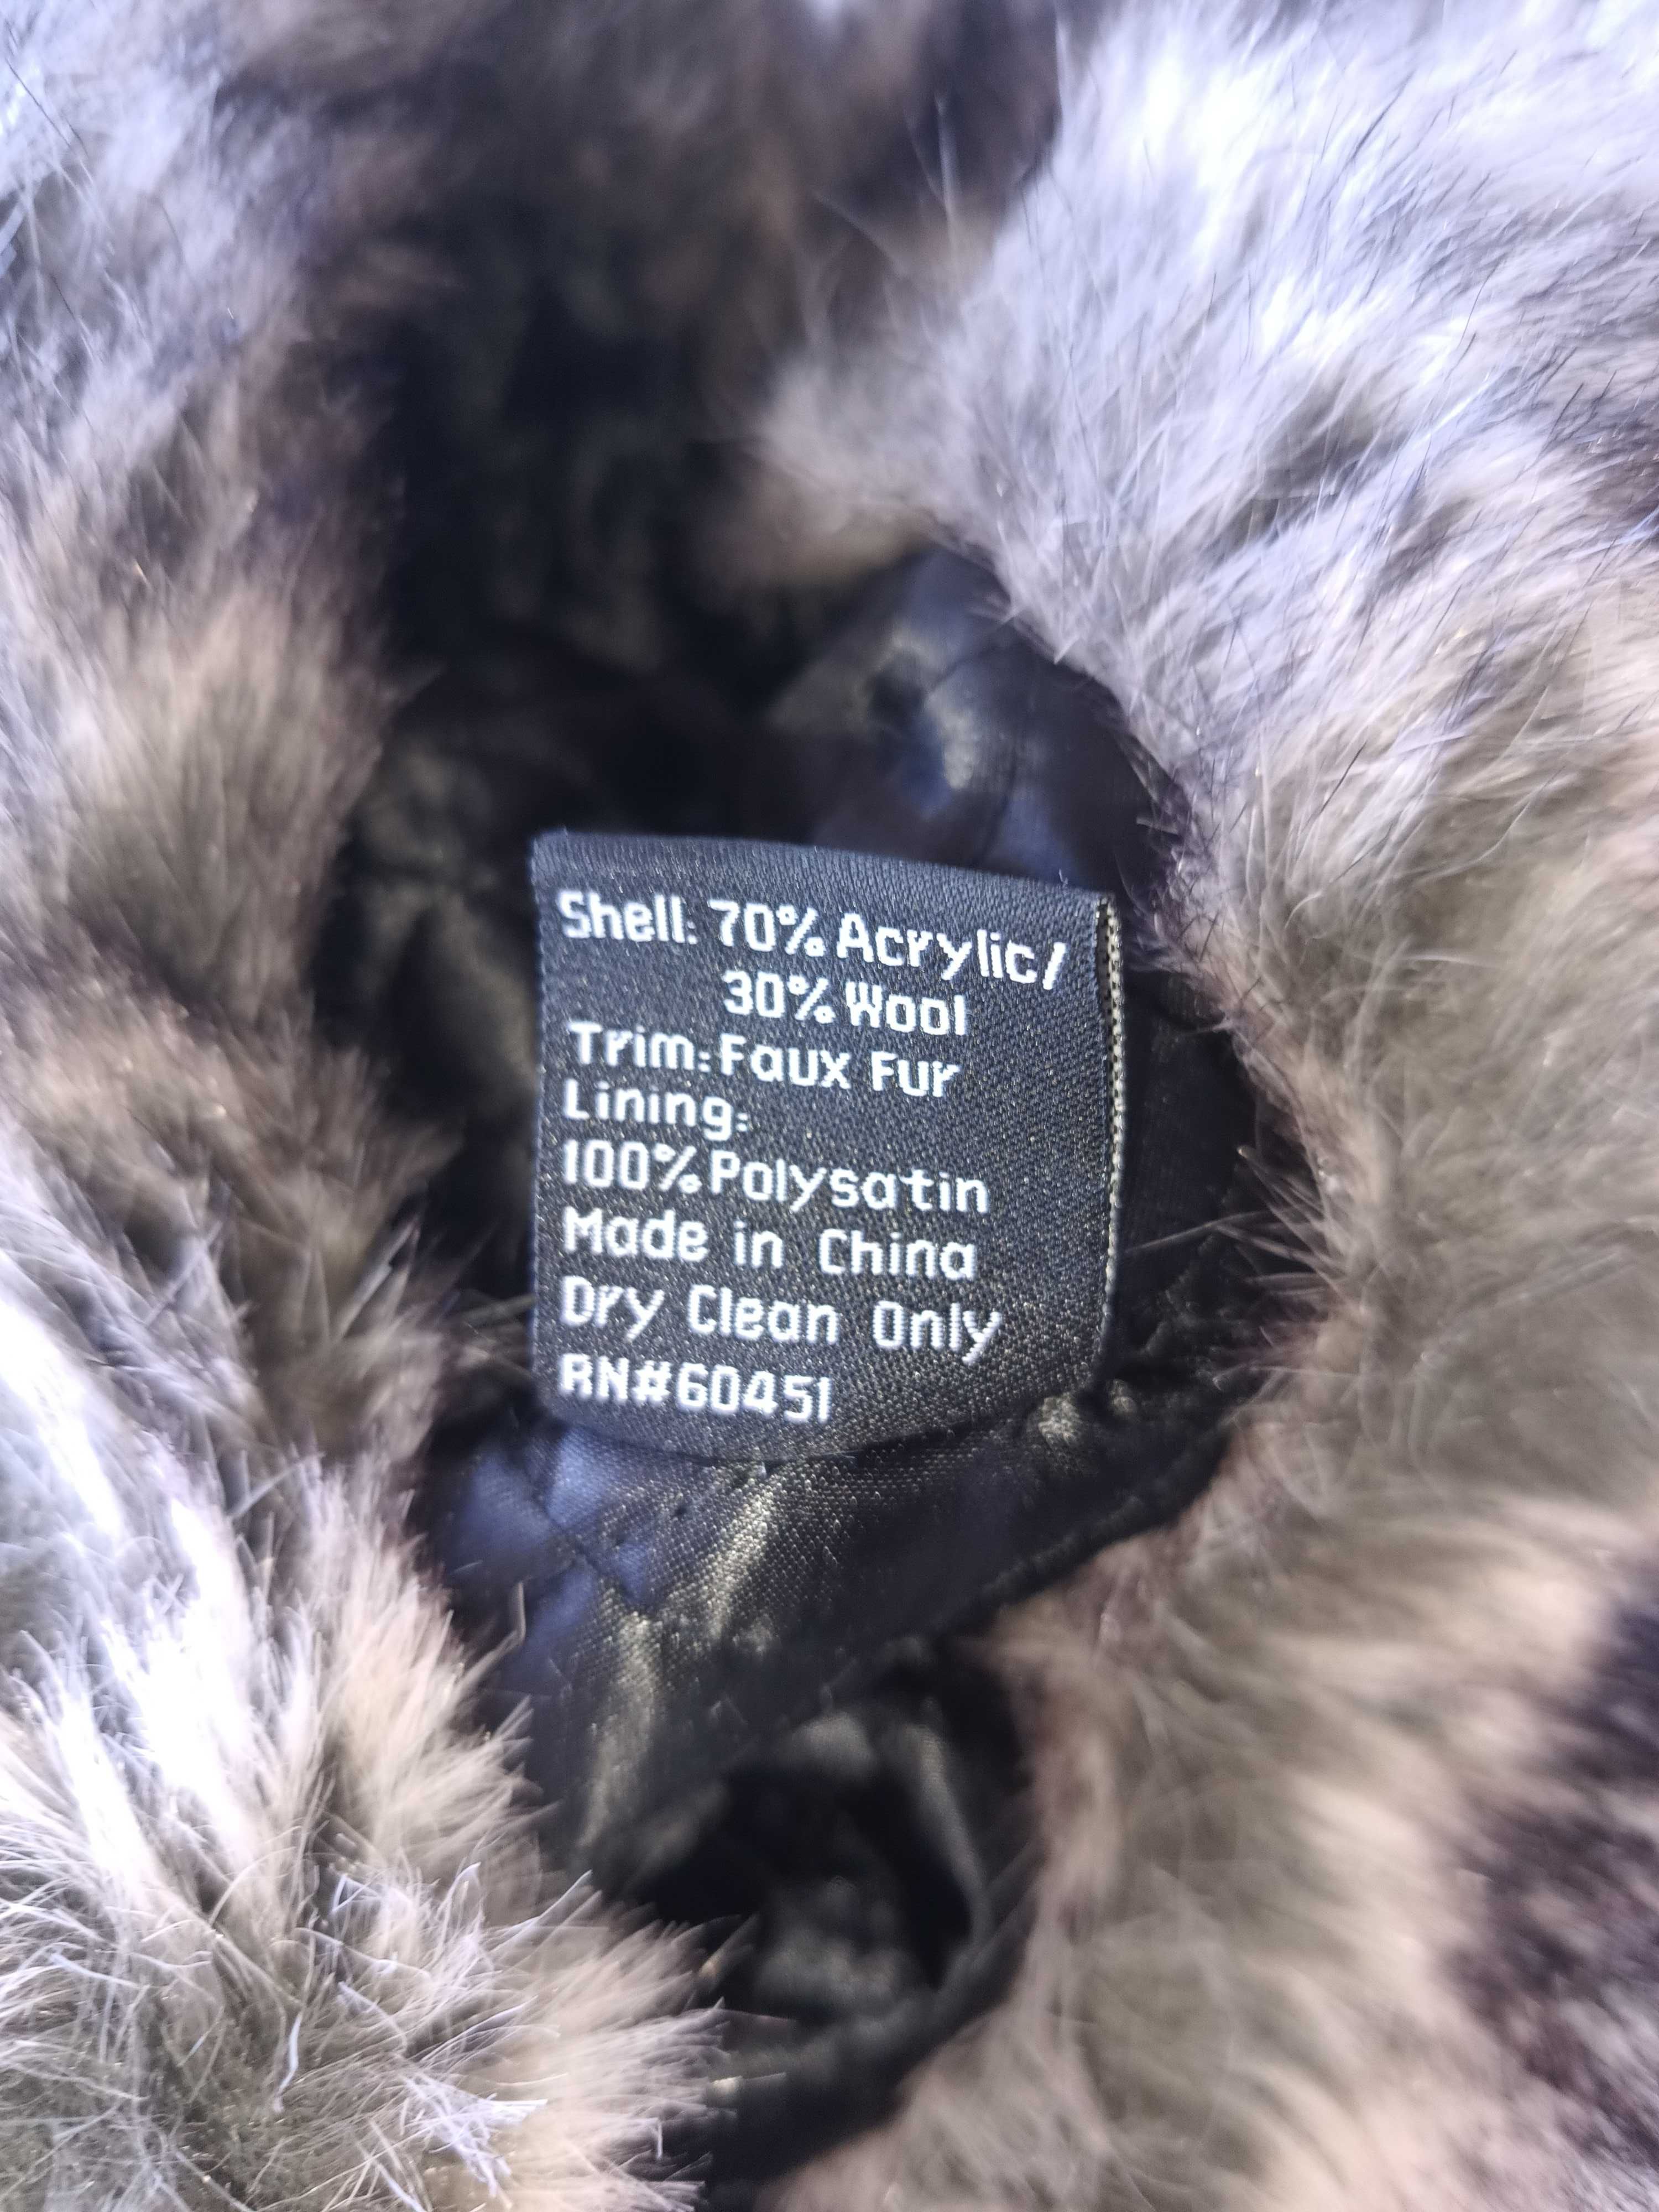 Shell: 70% Acrylic/
30% Wool
Trim: Faux Fur
Lining:
100% Polysatin
Made in China
Dry Clean Only
RN#60451